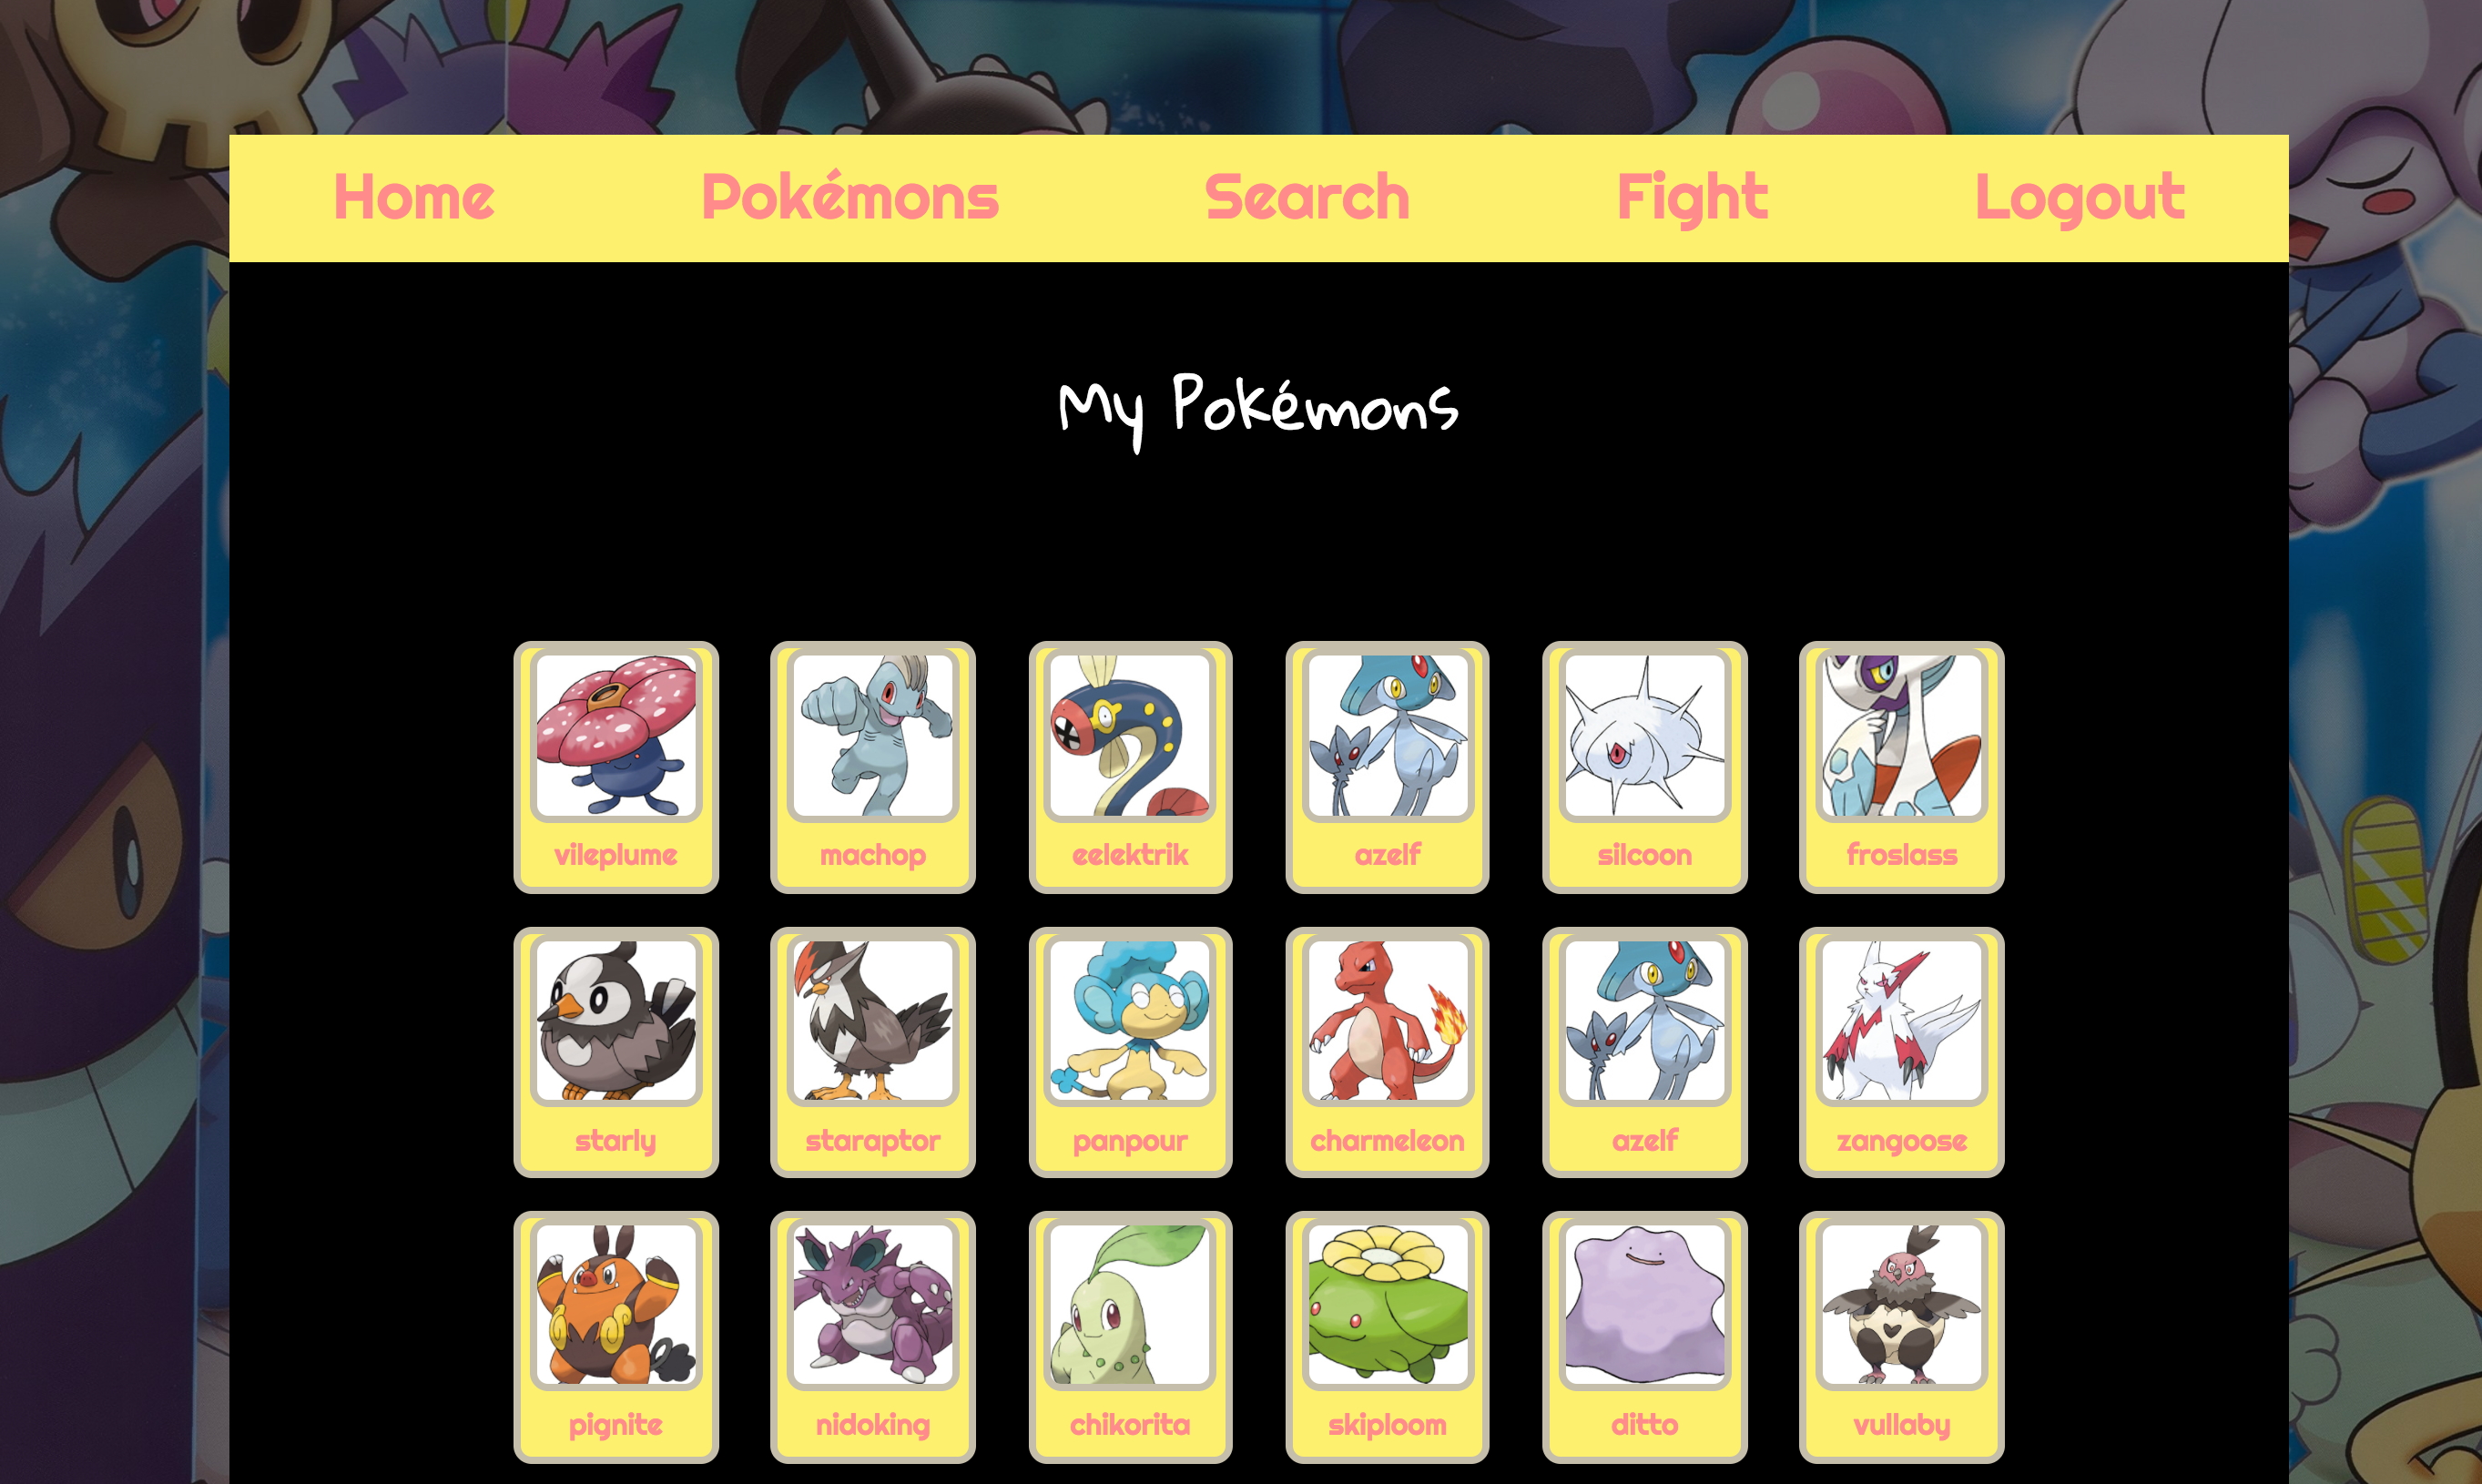 Home Pokémons Search Fight Logout
My Pokémons
vileplume machop eelektrik azelf silcoon froslass
starly staraptor panpour charmeleon azelf zangoose
pignite nidoking chikorita skiploom ditto vullaby